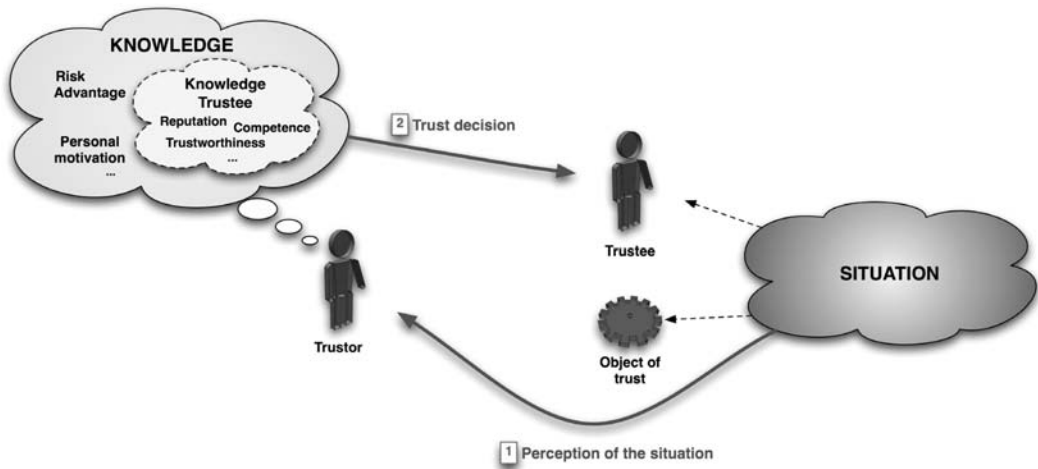 KNOWLEDGE
Risk
Advantage
Personal
motivation
...
Knowledge
Trustee
Reputation
Competence
Trustworthiness
...
2 Trust decision
Trustee
SITUATION
Trustor
Object of
trust
1 Perception of the situation